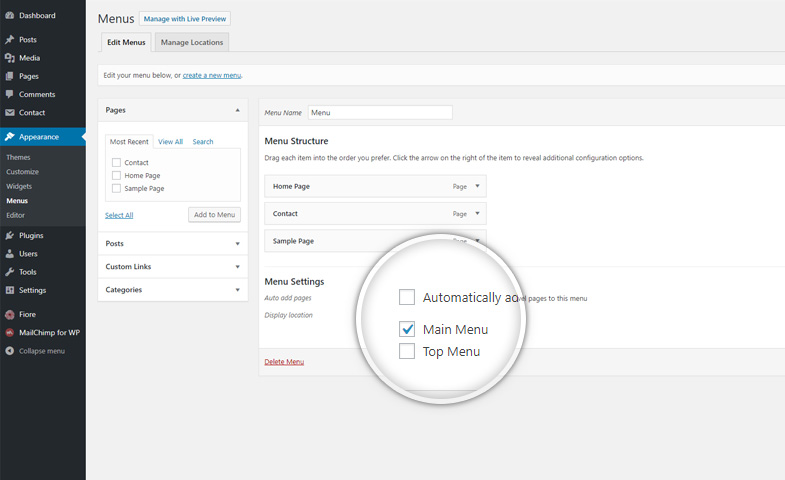 Dashboard
Posts
Media
Pages
Comments
Contact
Appearance
Themes
Customize
Widgets
Menus
Editor
Plugins
Users
Tools
Settings
Fiore
MailChimp for WP
Collapse menu
Menus Manage with Live Preview
Edit Menus Manage Locations
Edit your menu below, or create a new menu.
Pages
Most Recent View All Search
Contact
Home Page
Sample Page
Select All Add to Menu
Posts
Custom Links
Categories
Menu Name Menu
Menu Structure
Drag each item into the order you prefer. Click the arrow on the right of the item to reveal additional configuration options.
Home Page Page
Contact Page
Sample Page Page
Menu Settings
Auto add pages
Automatically pages to this menu
Display location
Main Menu
Top Menu
Delete Menu